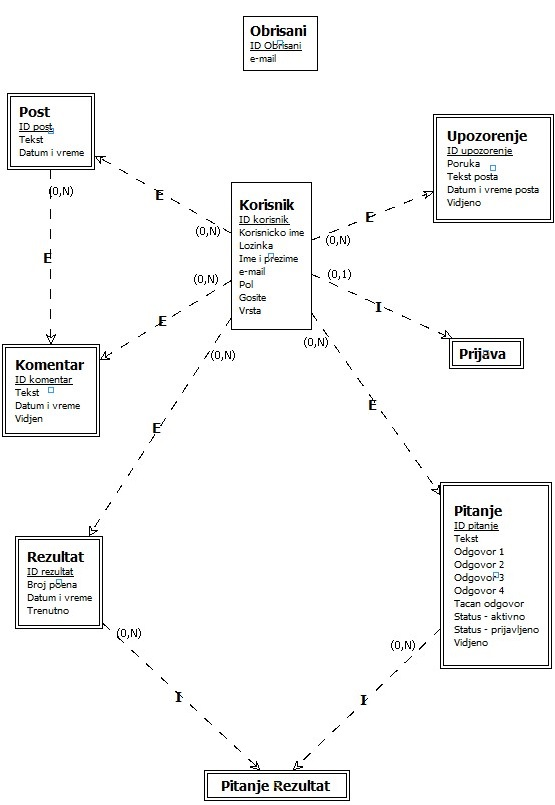 Obrisani
ID Obrisani
e-mail
Post
ID post
Tekst
Datum i vreme
Upozorenje
ID upozorenje
Poruka
Tekst posta
Datum i vreme posta
Vidjeno
(0,N)
E
(0,N)
Korisnik
ID korisnik
Korisnicko ime
Lozinka
Ime i prezime
e-mail
Pol
Gosite
Vrsta
E
(0,N)
E
(0,N)
E
(0,1)
I
Prijava
Komentar
ID komentar
Tekst
Datum i vreme
Vidjen
(0,N)
(0,N)
E
E
Rezultat
ID rezultat
Broj poena
Datum i vreme
Trenutno
Pitanje
ID pitanje
Tekst
Odgovor 1
Odgovor 2
Odgovor 3
Odgovor 4
Tacan odgovor
Status - aktivno
Status - prijavljeno
Vidjeno
(0,N)
(0,N)
I
I
Pitanje Rezultat